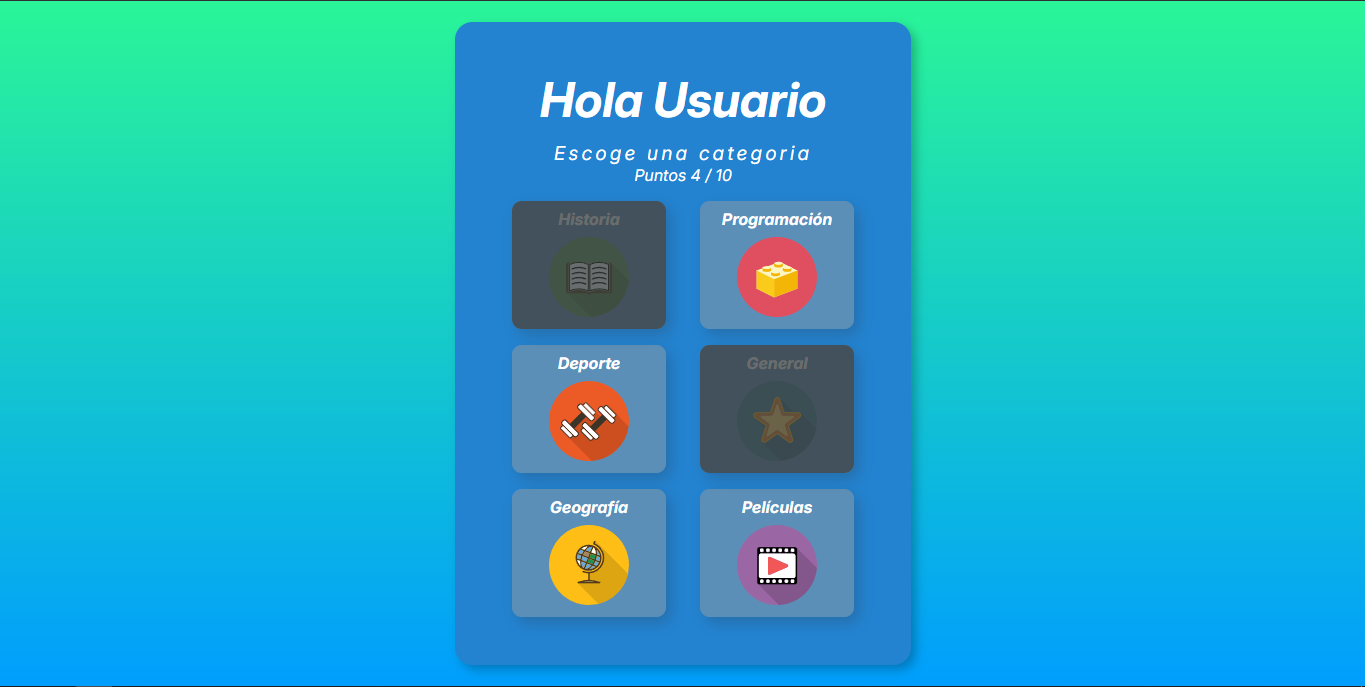 Hola Usuario
Escoge una categoria
Puntos 4 / 10
Historia
Programación
Deporte
General
Geografía
Películas